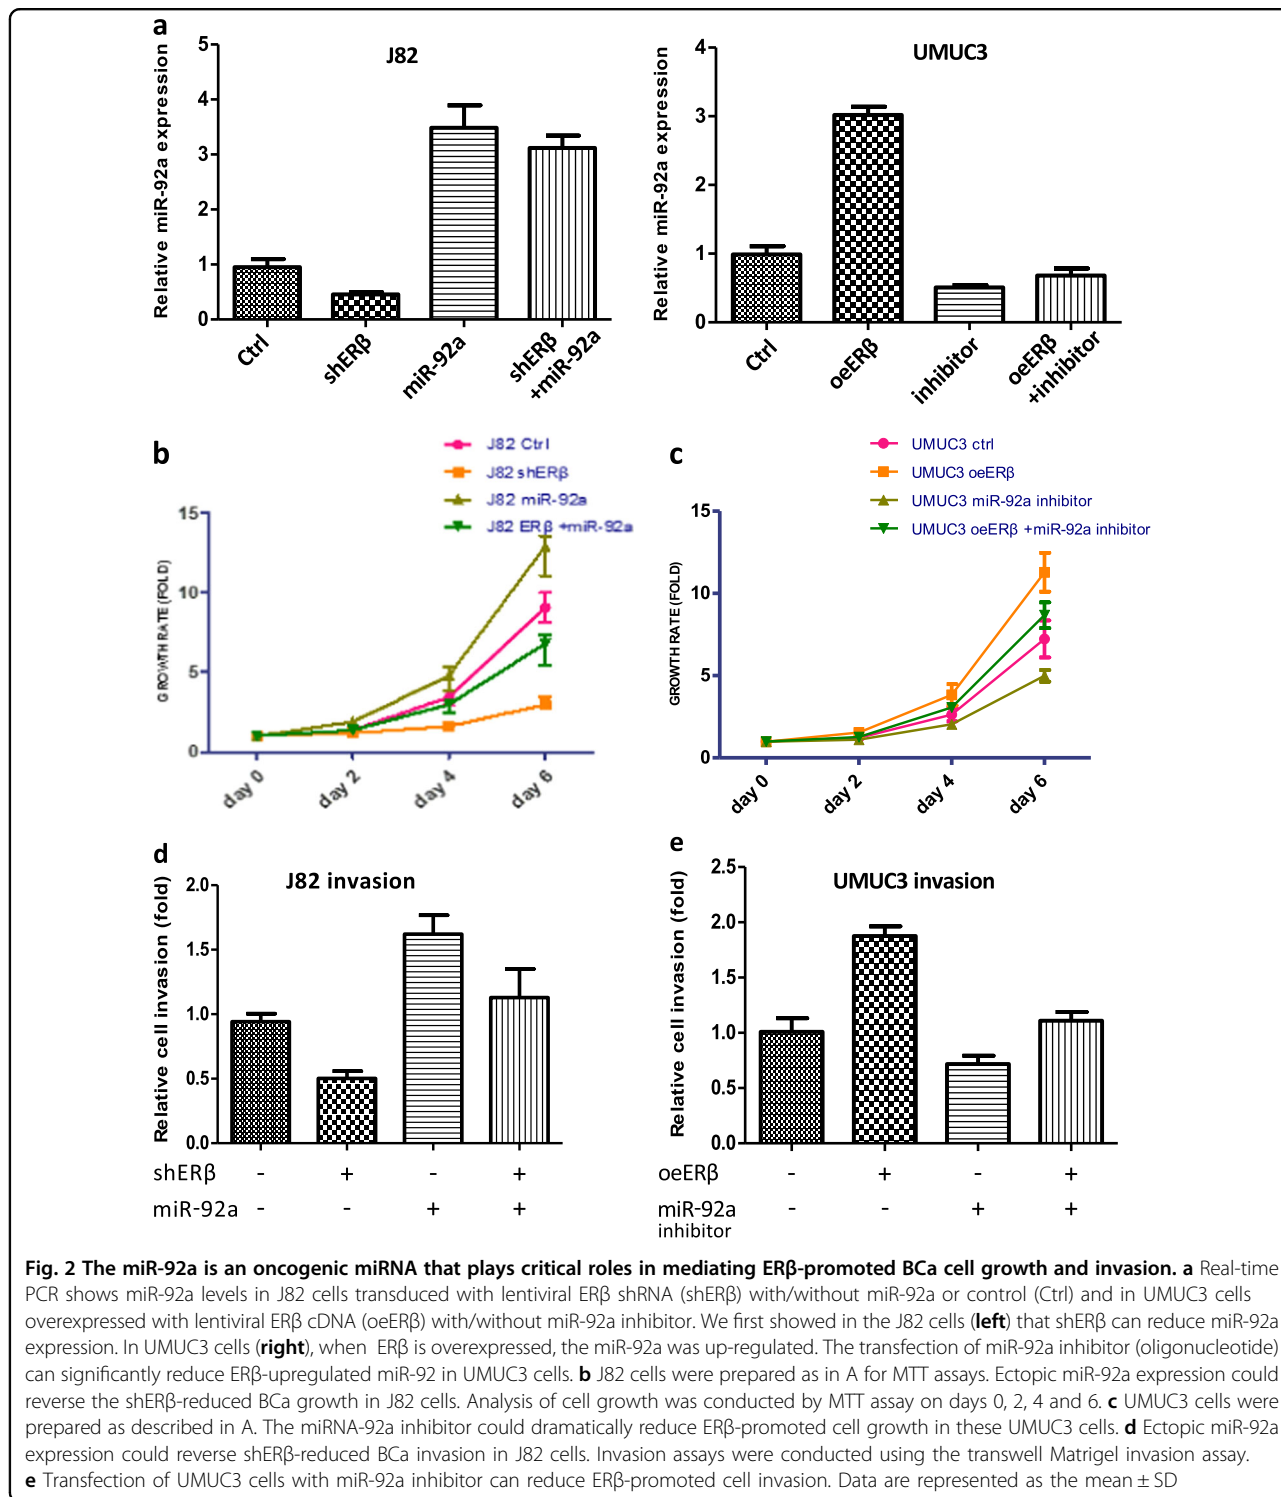 a
J82
Relative miR-92a expression
5
4
3
2
1
0
Ctrl
shERβ
miR-92a
shERβ
+miR-92a
UMUC3
Relative miR-92a expression
4
3
2
1
0
Ctrl
oeERβ
inhibitor
oeERβ
+inhibitor
b
J82 Ctrl
J82 shERβ
J82 miR-92a
J82 ERβ +miR-92a
GROWTH RATE (FOLD)
15
10
5
0
day 0
day 2
day 4
day 6
c
UMUC3 ctrl
UMUC3 oeERβ
UMUC3 miR-92a inhibitor
UMUC3 oeERβ +miR-92a inhibitor
GROWTH RATE (FOLD)
15
10
5
0
day 0
day 2
day 4
day 6
d
J82 invasion
Relative cell invasion (fold)
2.0
1.5
1.0
0.5
0.0
shERβ - + - +
miR-92a - - + +
e
UMUC3 invasion
Relative cell invasion (fold)
2.5
2.0
1.5
1.0
0.5
0.0
oeERβ - + - +
miR-92a - - + +
inhibitor
Fig. 2 The miR-92a is an oncogenic miRNA that plays critical roles in mediating ERβ-promoted BCa cell growth and invasion. a Real-time
PCR shows miR-92a levels in J82 cells transduced with lentiviral ERβ shRNA (shERβ) with/without miR-92a or control (Ctrl) and in UMUC3 cells
overexpressed with lentiviral ERβ cDNA (oeERβ) with/without miR-92a inhibitor. We first showed in the J82 cells (left) that shERβ can reduce miR-92a
expression. In UMUC3 cells (right), when ERβ is overexpressed, the miR-92a was up-regulated. The transfection of miR-92a inhibitor (oligonucleotide)
can significantly reduce ERβ-upregulated miR-92 in UMUC3 cells. b J82 cells were prepared as in A for MTT assays. Ectopic miR-92a expression could
reverse the shERβ-reduced BCa growth in J82 cells. Analysis of cell growth was conducted by MTT assay on days 0, 2, 4 and 6. c UMUC3 cells were
prepared as described in A. The miRNA-92a inhibitor could dramatically reduce ERβ-promoted cell growth in these UMUC3 cells. d Ectopic miR-92a
expression could reverse shERβ-reduced BCa invasion in J82 cells. Invasion assays were conducted using the transwell Matrigel invasion assay.
e Transfection of UMUC3 cells with miR-92a inhibitor can reduce ERβ-promoted cell invasion. Data are represented as the mean ± SD